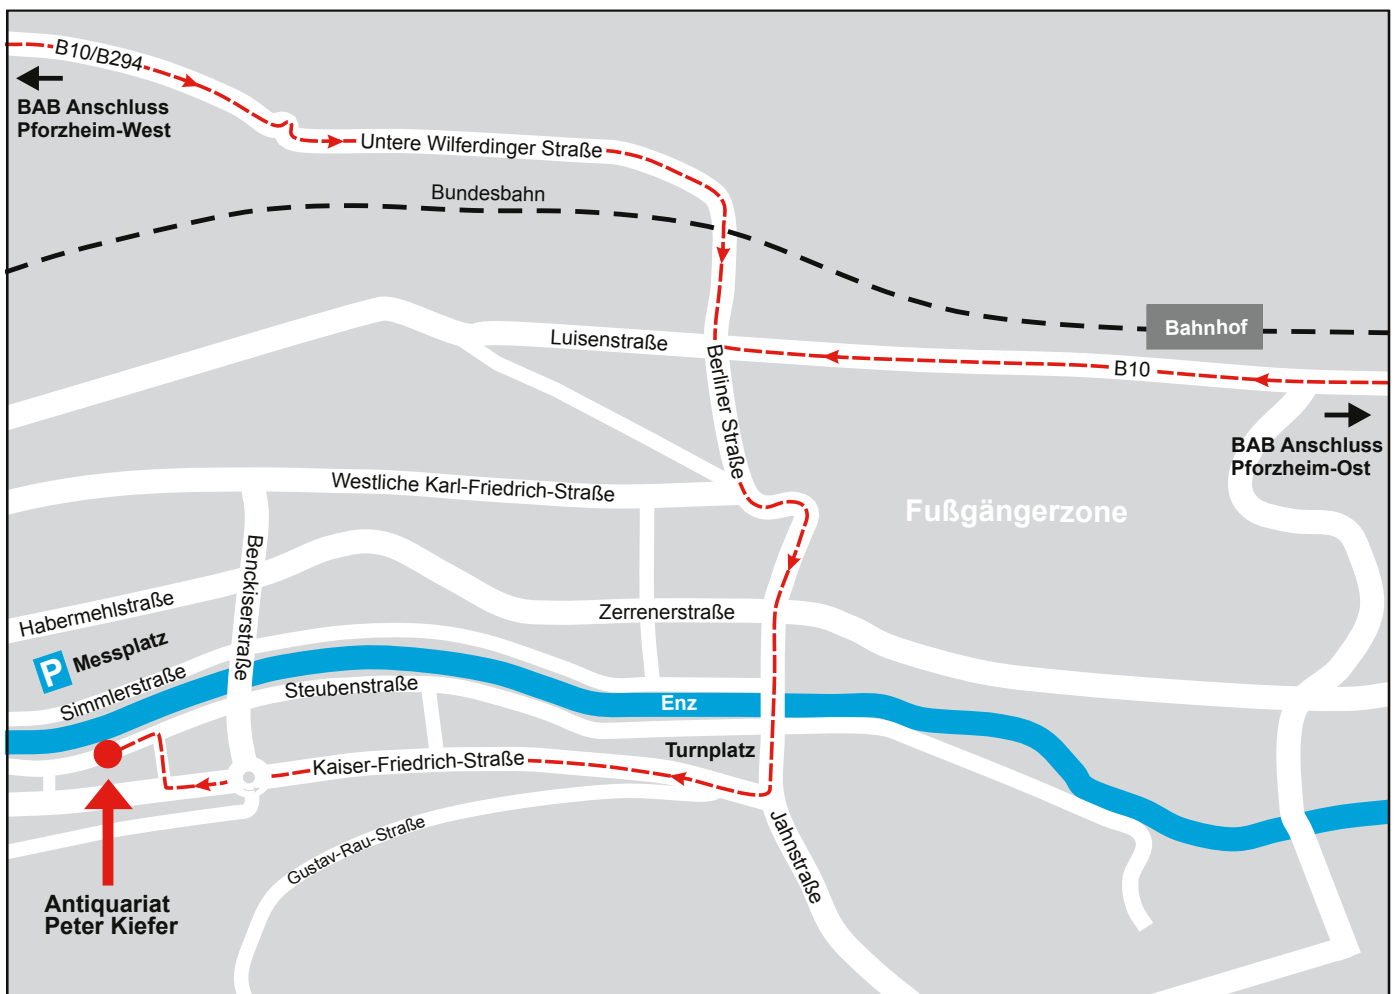 B10/B294
BAB Anschluss
Pforzheim-West
Untere Wilferdinger Straße
Bundesbahn
Bahnhof
Luisenstraße
B10
Berliner Straße
BAB Anschluss
Pforzheim-Ost
Westliche Karl-Friedrich-Straße
Fußgängerzone
Benckiserstraße
Habermehlstraße
Zerrenerstraße
P Messplatz
Simmlerstraße
Steubenstraße
Enz
Turnplatz
Kaiser-Friedrich-Straße
Gustav-Rau-Straße
Jahnstraße
Antiquariat
Peter Kiefer